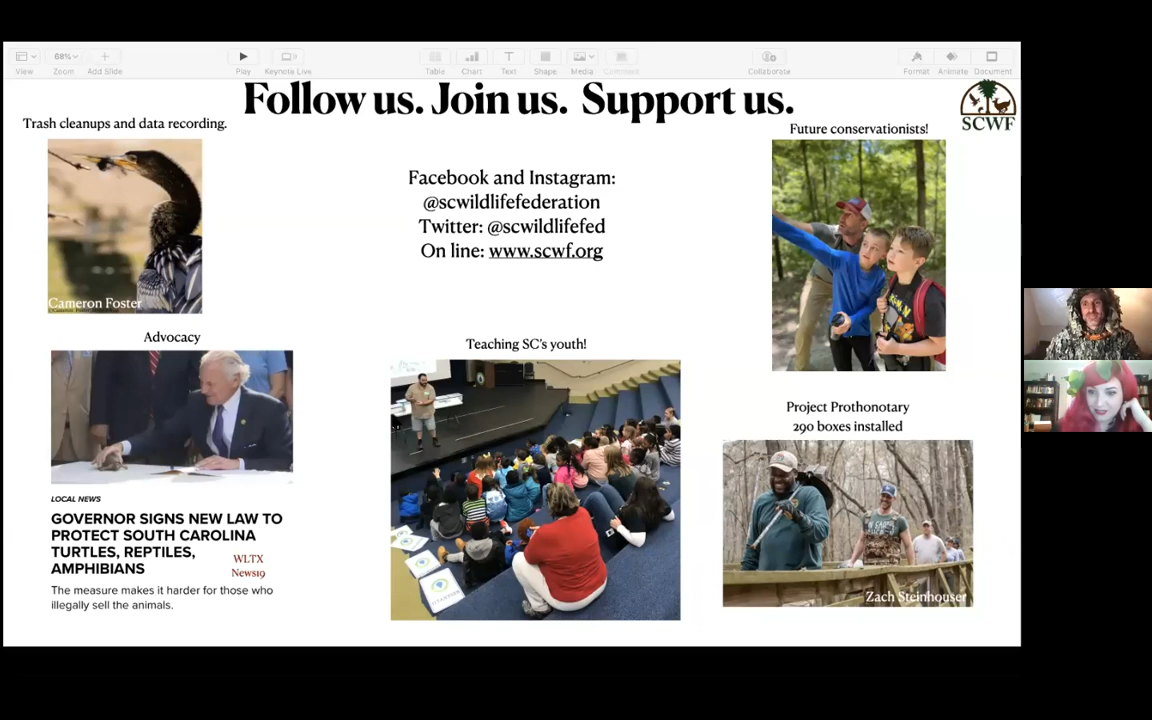 68%
View
Zoom
Add Slide
Play
Keynote Live
Table
Chart
Text
Shape
Media
Comment
Collaborate
Format
Animate
Document
Follow us. Join us. Support us.
SCWF
Trash cleanups and data recording.
Cameron Foster
Facebook and Instagram:
@scwildlifefederation
Twitter: @scwildlifefed
On line: www.scwf.org
Future conservationists!
Advocacy
LOCAL NEWS
GOVERNOR SIGNS NEW LAW TO
PROTECT SOUTH CAROLINA
TURTLES, REPTILES,
AMPHIBIANS
WLTX
News19
The measure makes it harder for those who
illegally sell the animals.
Teaching SC's youth!
Project Prothonotary
290 boxes installed
Zach Steinhouser